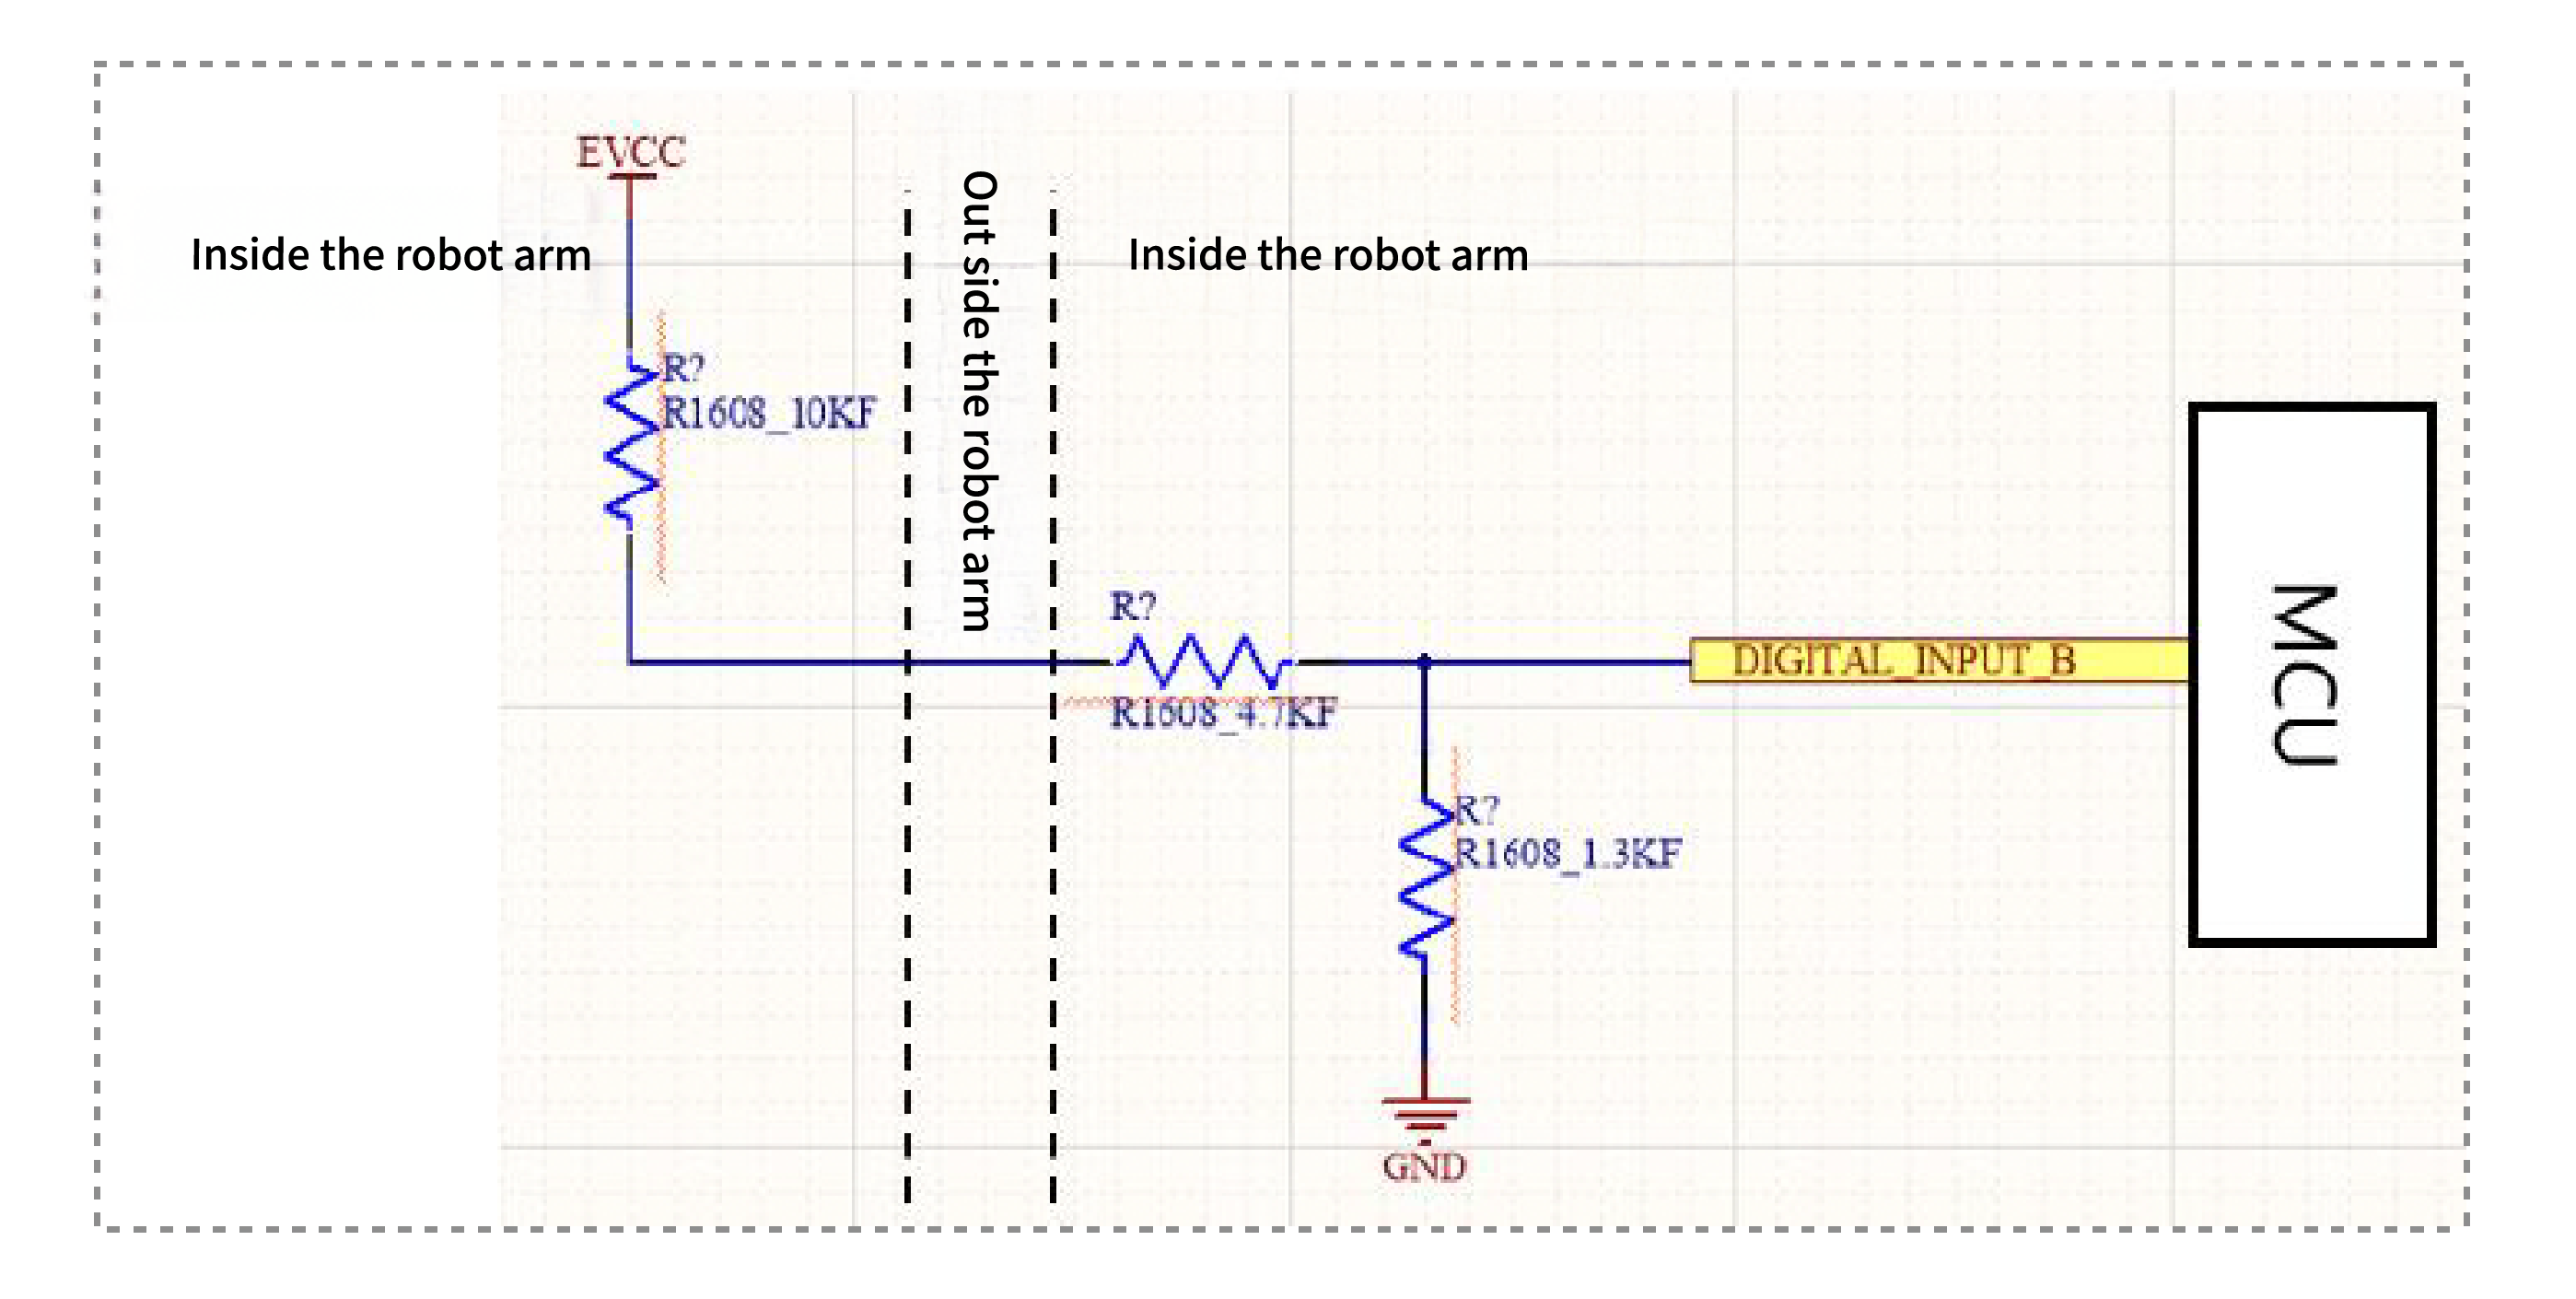 EVCC
Inside the robot arm
Out side the robot arm
Inside the robot arm
R?
R1608_10KF
R?
R1608_4.7KF
DIGITAL_INPUT_B
MCU
R?
R1608_1.3KF
GND